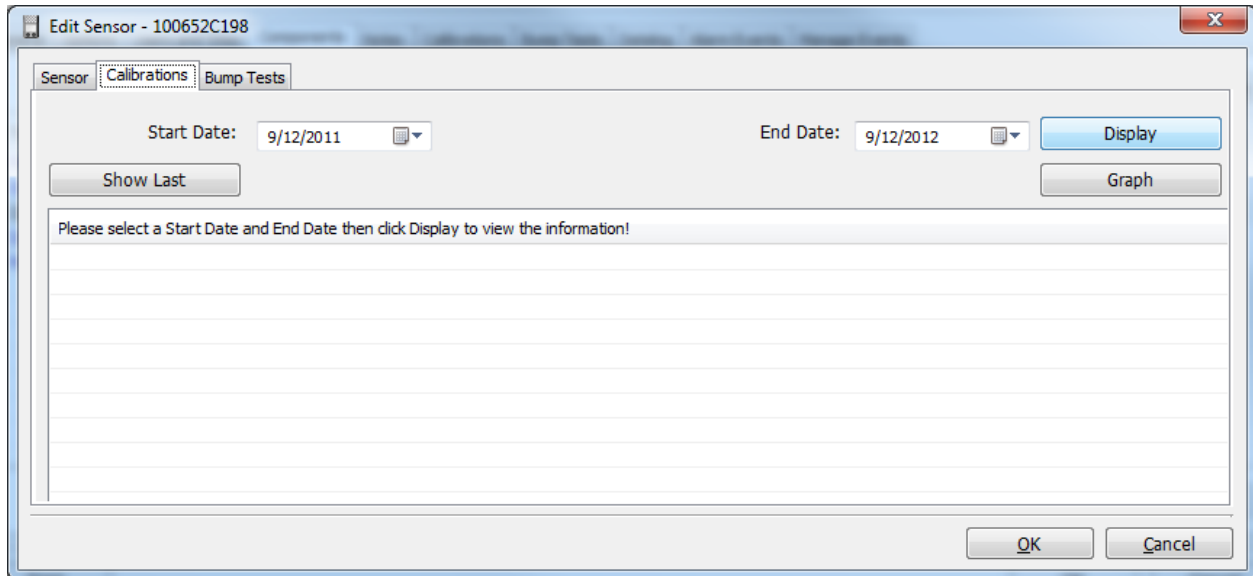 Edit Sensor - 100652C198
Sensor Calibrations Bump Tests
Start Date: 9/12/2011 End Date: 9/12/2012 Display
Show Last Graph
Please select a Start Date and End Date then click Display to view the information!
OK Cancel